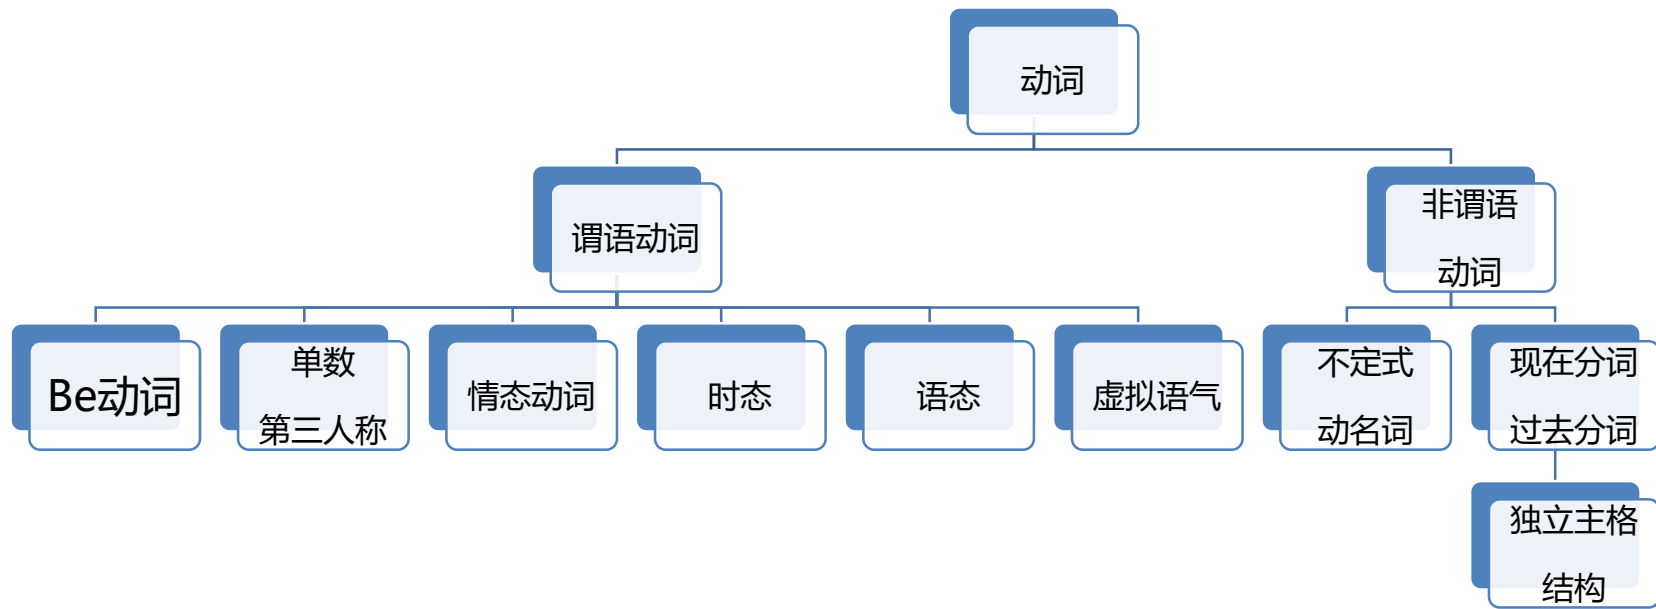 动词
谓语动词
非谓语
动词
Be动词
单数
第三人称
情态动词
时态
语态
虚拟语气
不定式
动名词
现在分词
过去分词
独立主格
结构